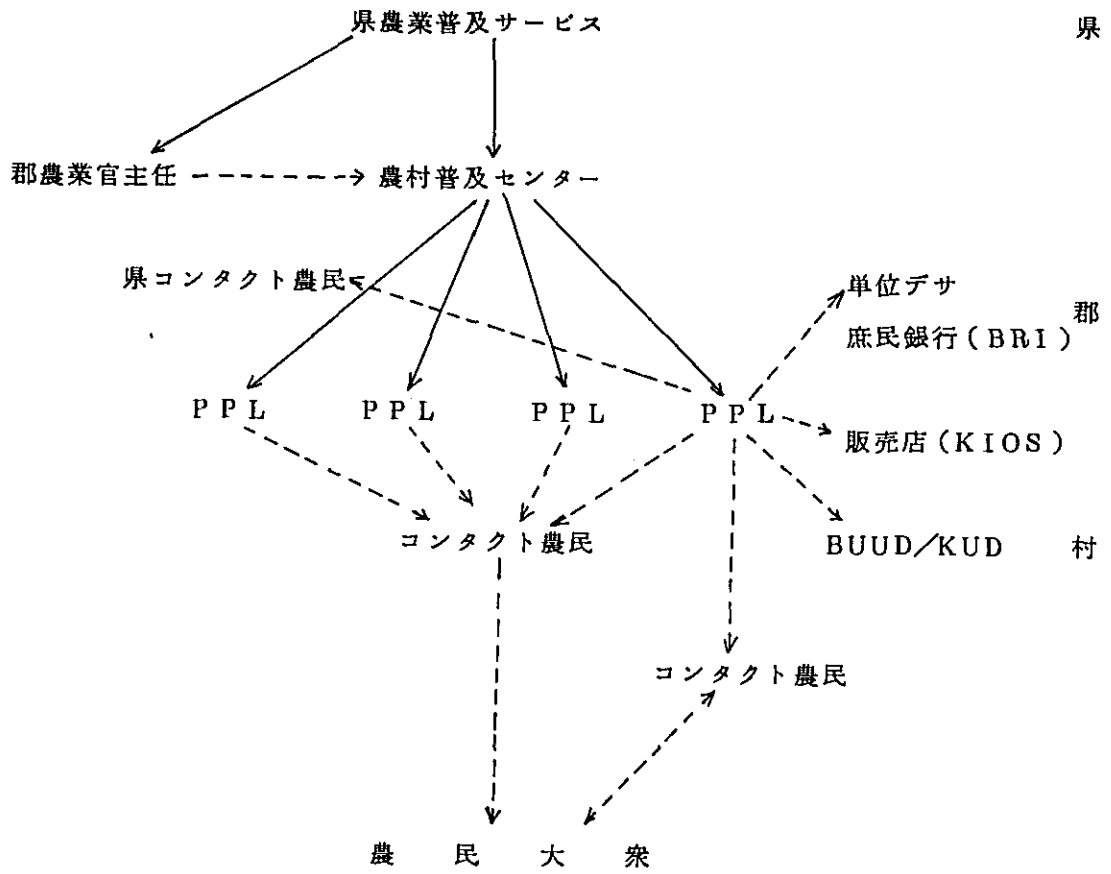 県農業普及サービス 県
郡農業官主任 農村普及センター
県コンタクト農民 単位デサ
郡
庶民銀行(BRI)
PPL PPL PPL PPL
販売店(KIOS)
コンタクト農民 BUUD/KUD 村
コンタクト農民
農民大衆